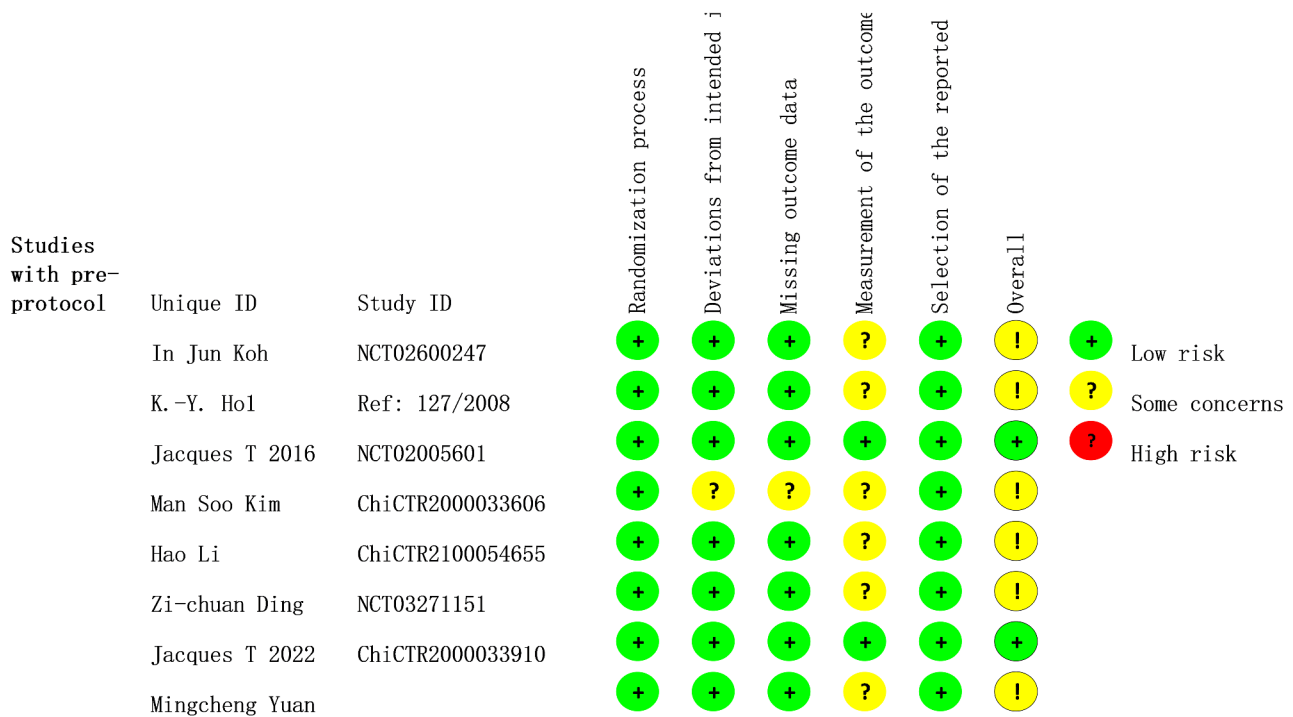 Randomization process
Deviations from intended i
Missing outcome data
Measurement of the outcome
Selection of the reported
Overall
Studies
with pre-
protocol
Unique ID
Study ID
In Jun Koh NCT02600247 + + + ? + !
K.-Y. Ho1 Ref: 127/2008 + + + ? + !
Jacques T 2016 NCT02005601 + + + + + +
Man Soo Kim ChiCTR2000033606 + ? ? ? + !
Hao Li ChiCTR2100054655 + + + ? + !
Zi-chuan Ding NCT03271151 + + + ? + !
Jacques T 2022 ChiCTR2000033910 + + + + + +
Mingcheng Yuan + + + ? + !
+ Low risk
? Some concerns
? High risk